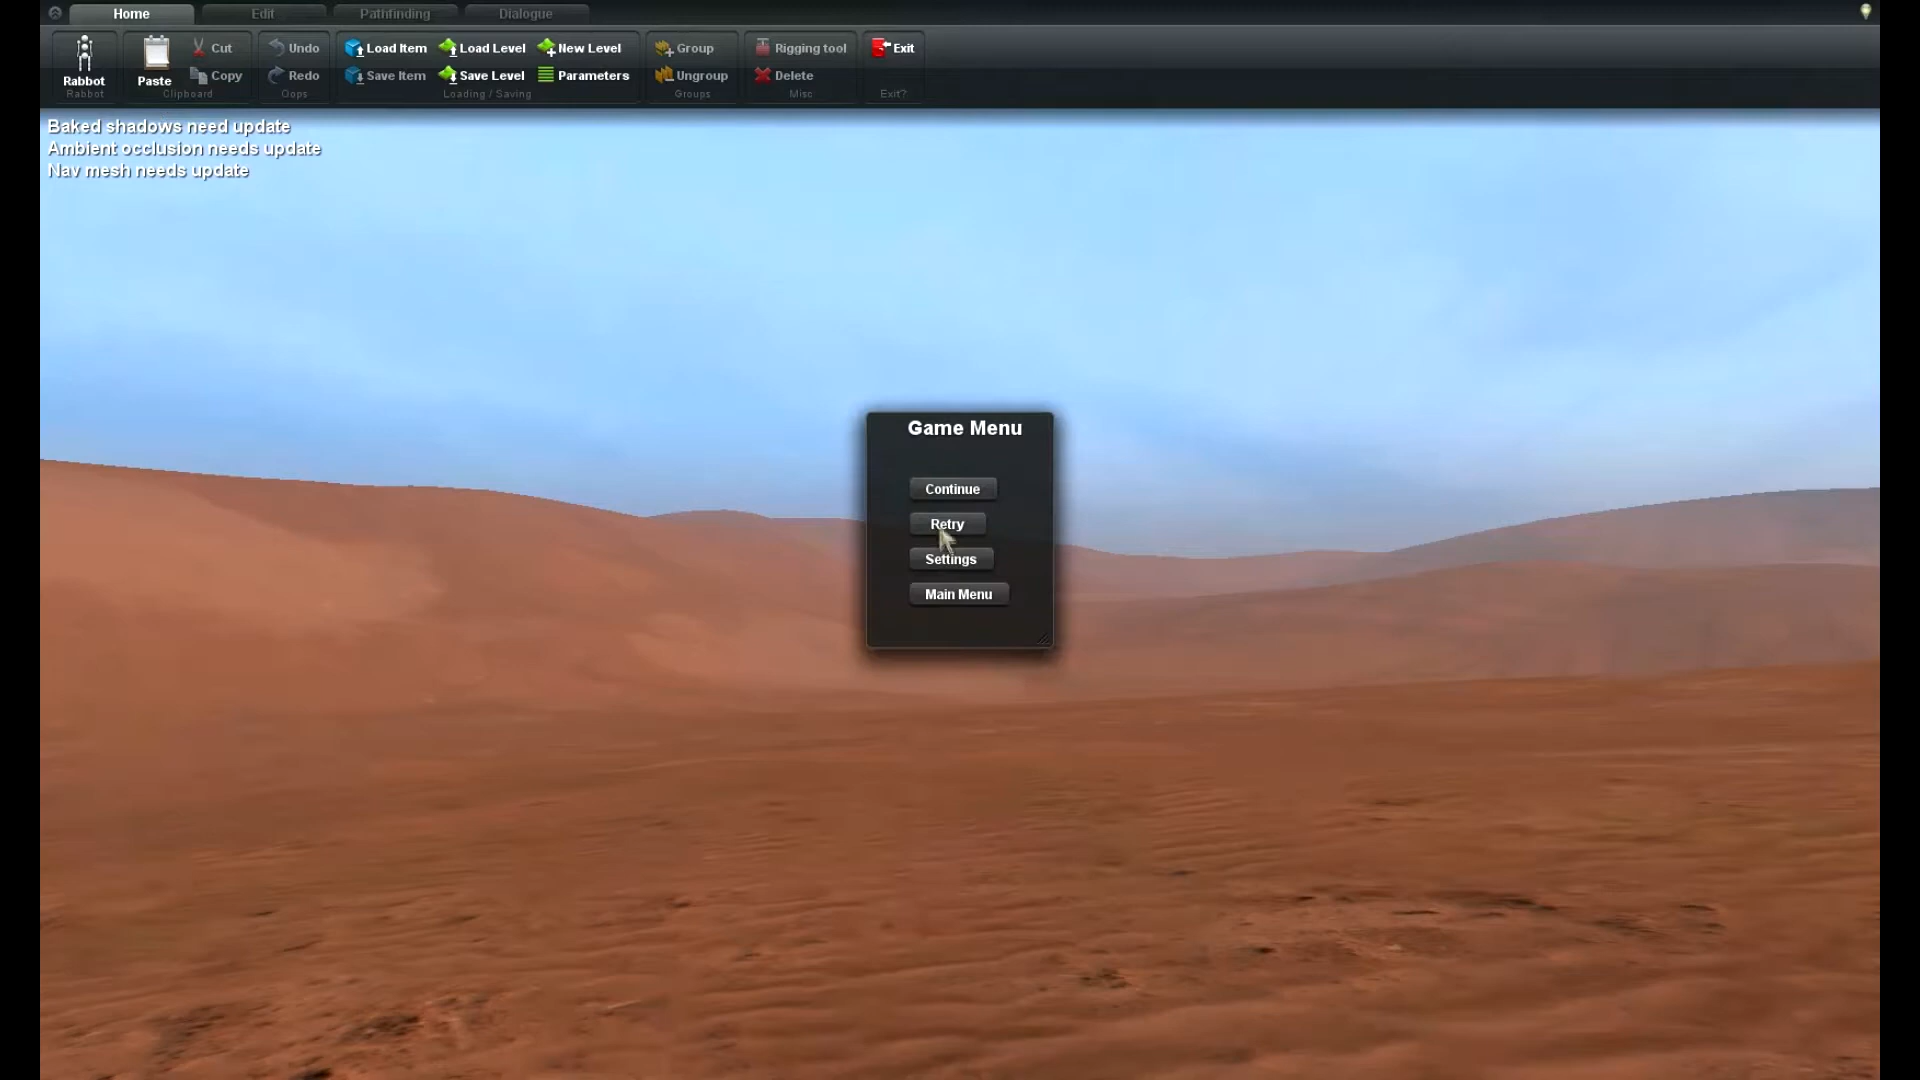 Home Edit Pathfinding Dialogue
Rabbot Paste Cut Undo Load Item Load Level New Level Group Rigging tool Exit
Copy Redo Save Item Save Level Parameters Ungroup Delete
Rabbot Clipboard Oops Loading / Saving Groups Misc Exit?
Baked shadows need update
Ambient occlusion needs update
Nav mesh needs update
Game Menu
Continue
Retry
Settings
Main Menu